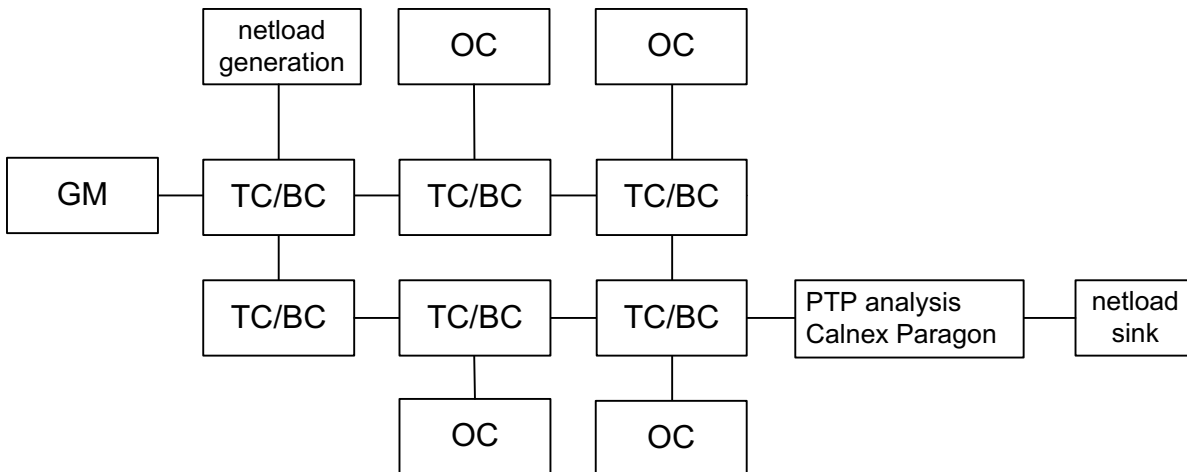 netload
generation
OC
OC
GM
TC/BC
TC/BC
TC/BC
TC/BC
TC/BC
TC/BC
PTP analysis
Calnex Paragon
netload
sink
OC
OC